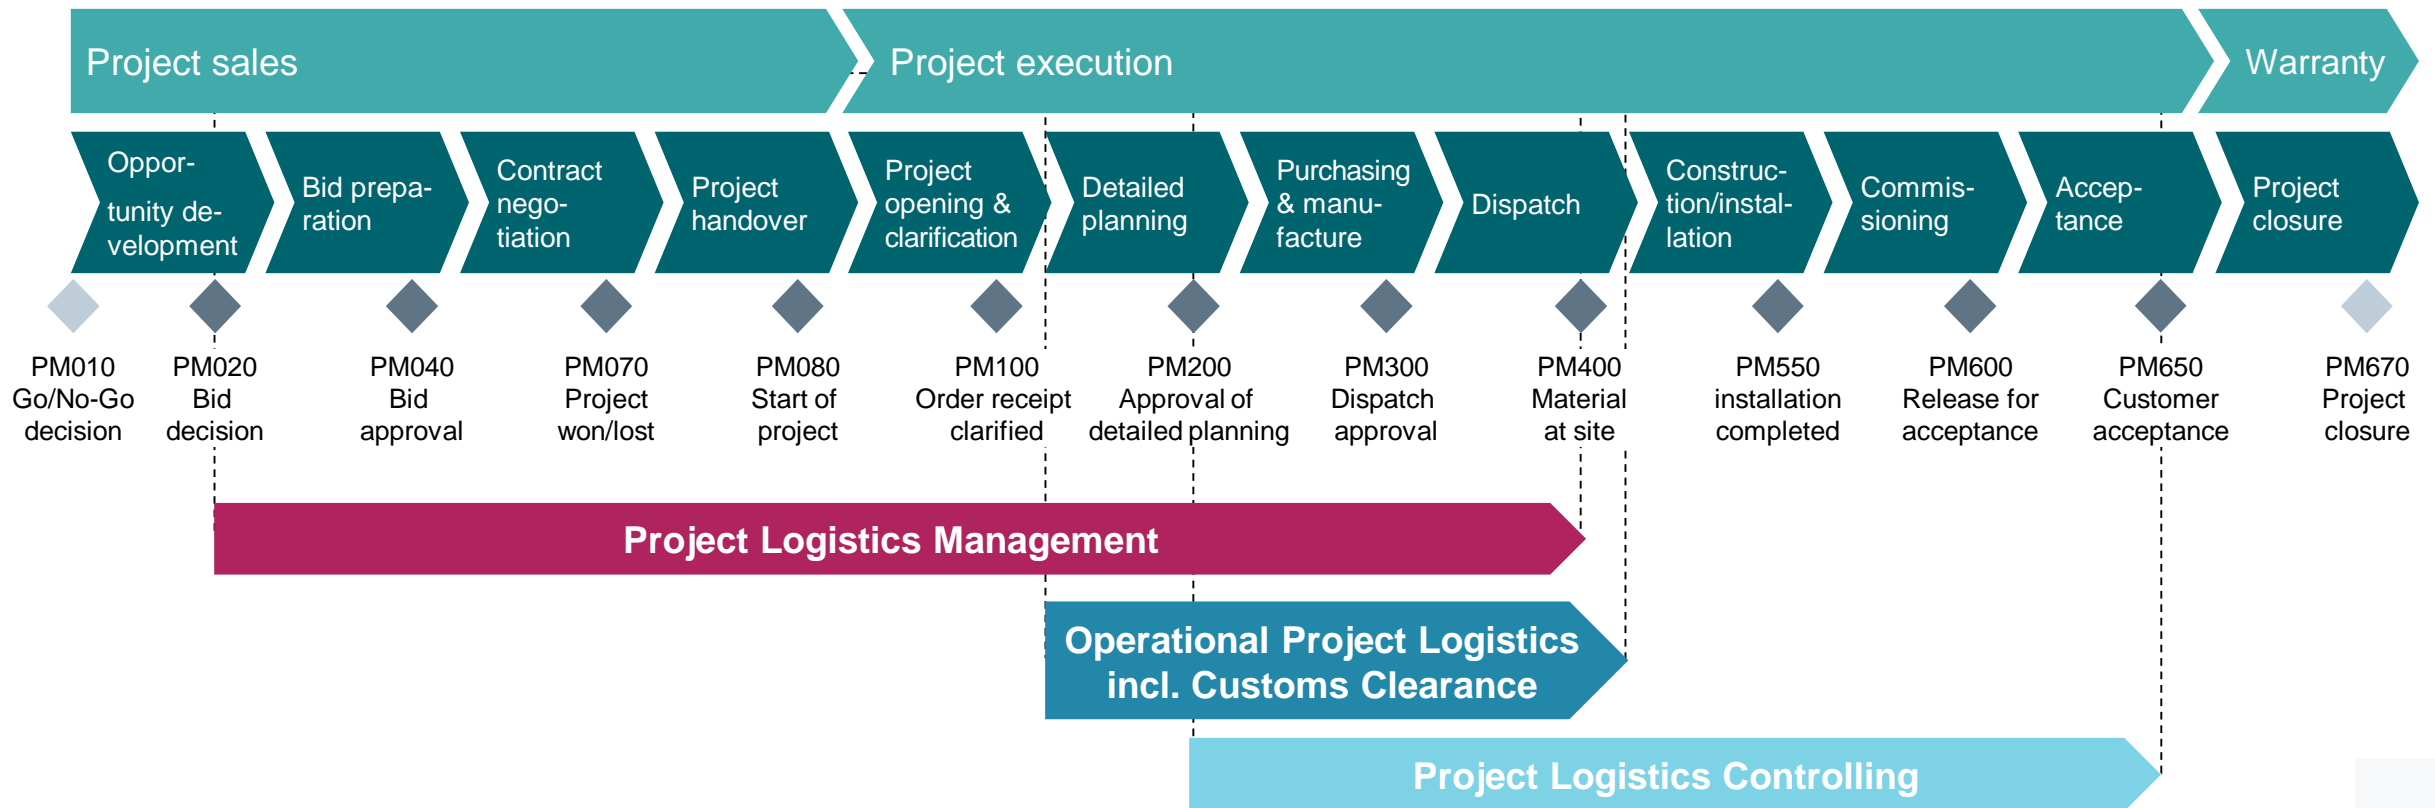 Project sales
Project execution
Warranty
Oppor-
tunity de-
velopment
Bid prepa-
ration
Contract
nego-
tiation
Project
handover
Project
opening &
clarification
Detailed
planning
Purchasing
& manu-
facture
Dispatch
Construc-
tion/instal-
lation
Commis-
sioning
Accep-
tance
Project
closure
PM010
Go/No-Go
decision
PM020
Bid
decision
PM040
Bid
approval
PM070
Project
won/lost
PM080
Start of
project
PM100
Order receipt
clarified
PM200
Approval of
detailed planning
PM300
Dispatch
approval
PM400
Material
at site
PM550
installation
completed
PM600
Release for
acceptance
PM650
Customer
acceptance
PM670
Project
closure
Project Logistics Management
Operational Project Logistics
incl. Customs Clearance
Project Logistics Controlling